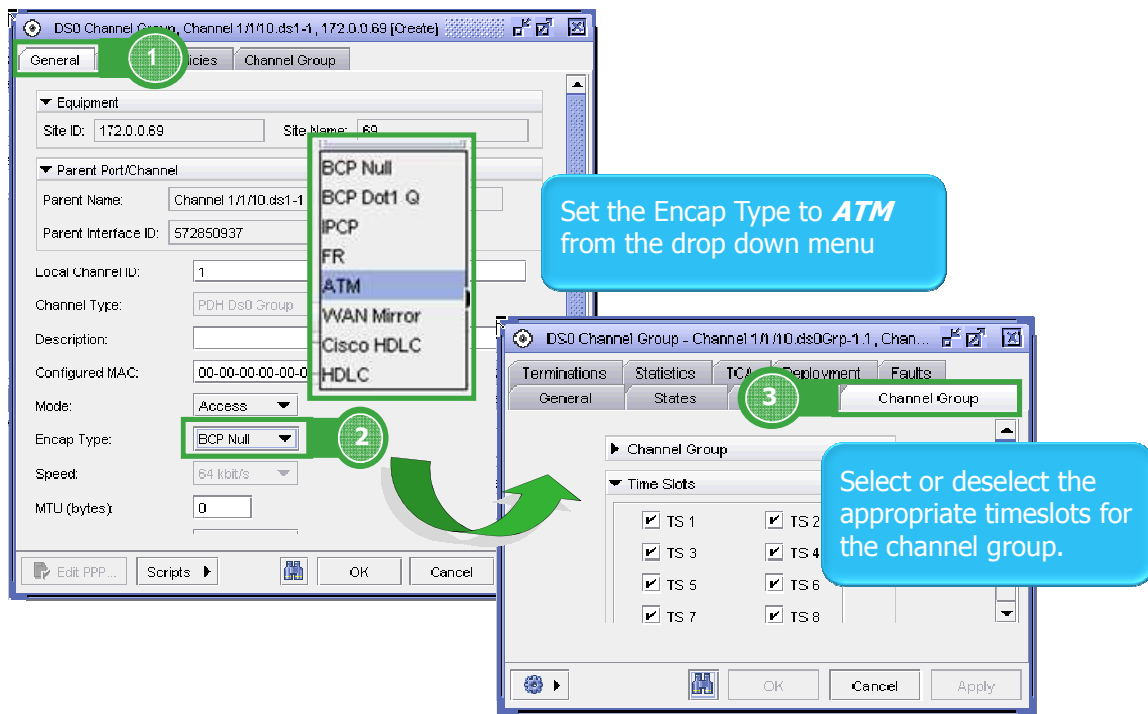 DS0 Channel Group, Channel 1/1/10.ds1-1, 172.0.0.69 [Create]
General
1
icies
Channel Group
Equipment
Site ID: 172.0.0.69 Site Name: 69
Parent Port/Channel
Parent Name: Channel 1/1/10.ds1-1
Parent Interface ID: 572850937
Local Channel ID: 1
Channel Type: PDH Ds0 Group
Description:
Configured MAC: 00-00-00-00-00-0
Mode: Access
Encap Type: BCP Null
2
Speed: 64 kbit/s
MTU (bytes): 0
Edit PPP...
Scripts
OK
Cancel
BCP Null
BCP Dot1 Q
IPCP
FR
ATM
WAN Mirror
Cisco HDLC
HDLC
Set the Encap Type to ATM
from the drop down menu
DS0 Channel Group - Channel 1/1/10.ds0Grp-1.1, Chan...
Terminations Statistics TCA Deployment Faults
General States
3
Channel Group
Channel Group
Time Slots
TS 1 TS 2
TS 3 TS 4
TS 5 TS 6
TS 7 TS 8
Select or deselect the
appropriate timeslots for
the channel group.
OK
Cancel
Apply